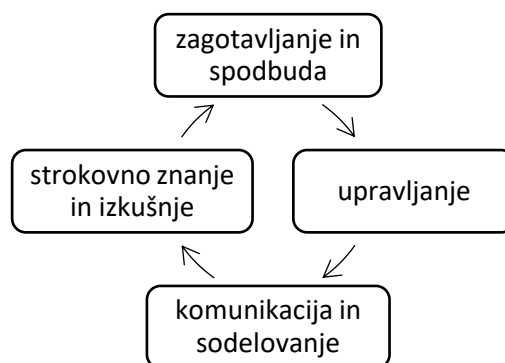 zagotavljanje in
spodbuda
strokovno znanje
in izkušnje
upravljanje
komunikacija in
sodelovanje